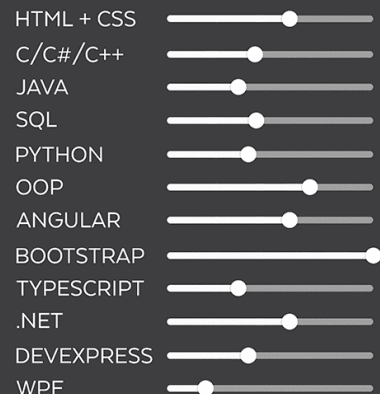 HTML + CSS
C/C#/C++
JAVA
SQL
PYTHON
OOP
ANGULAR
BOOTSTRAP
TYPESCRIPT
.NET
DEVEXPRESS
WPF